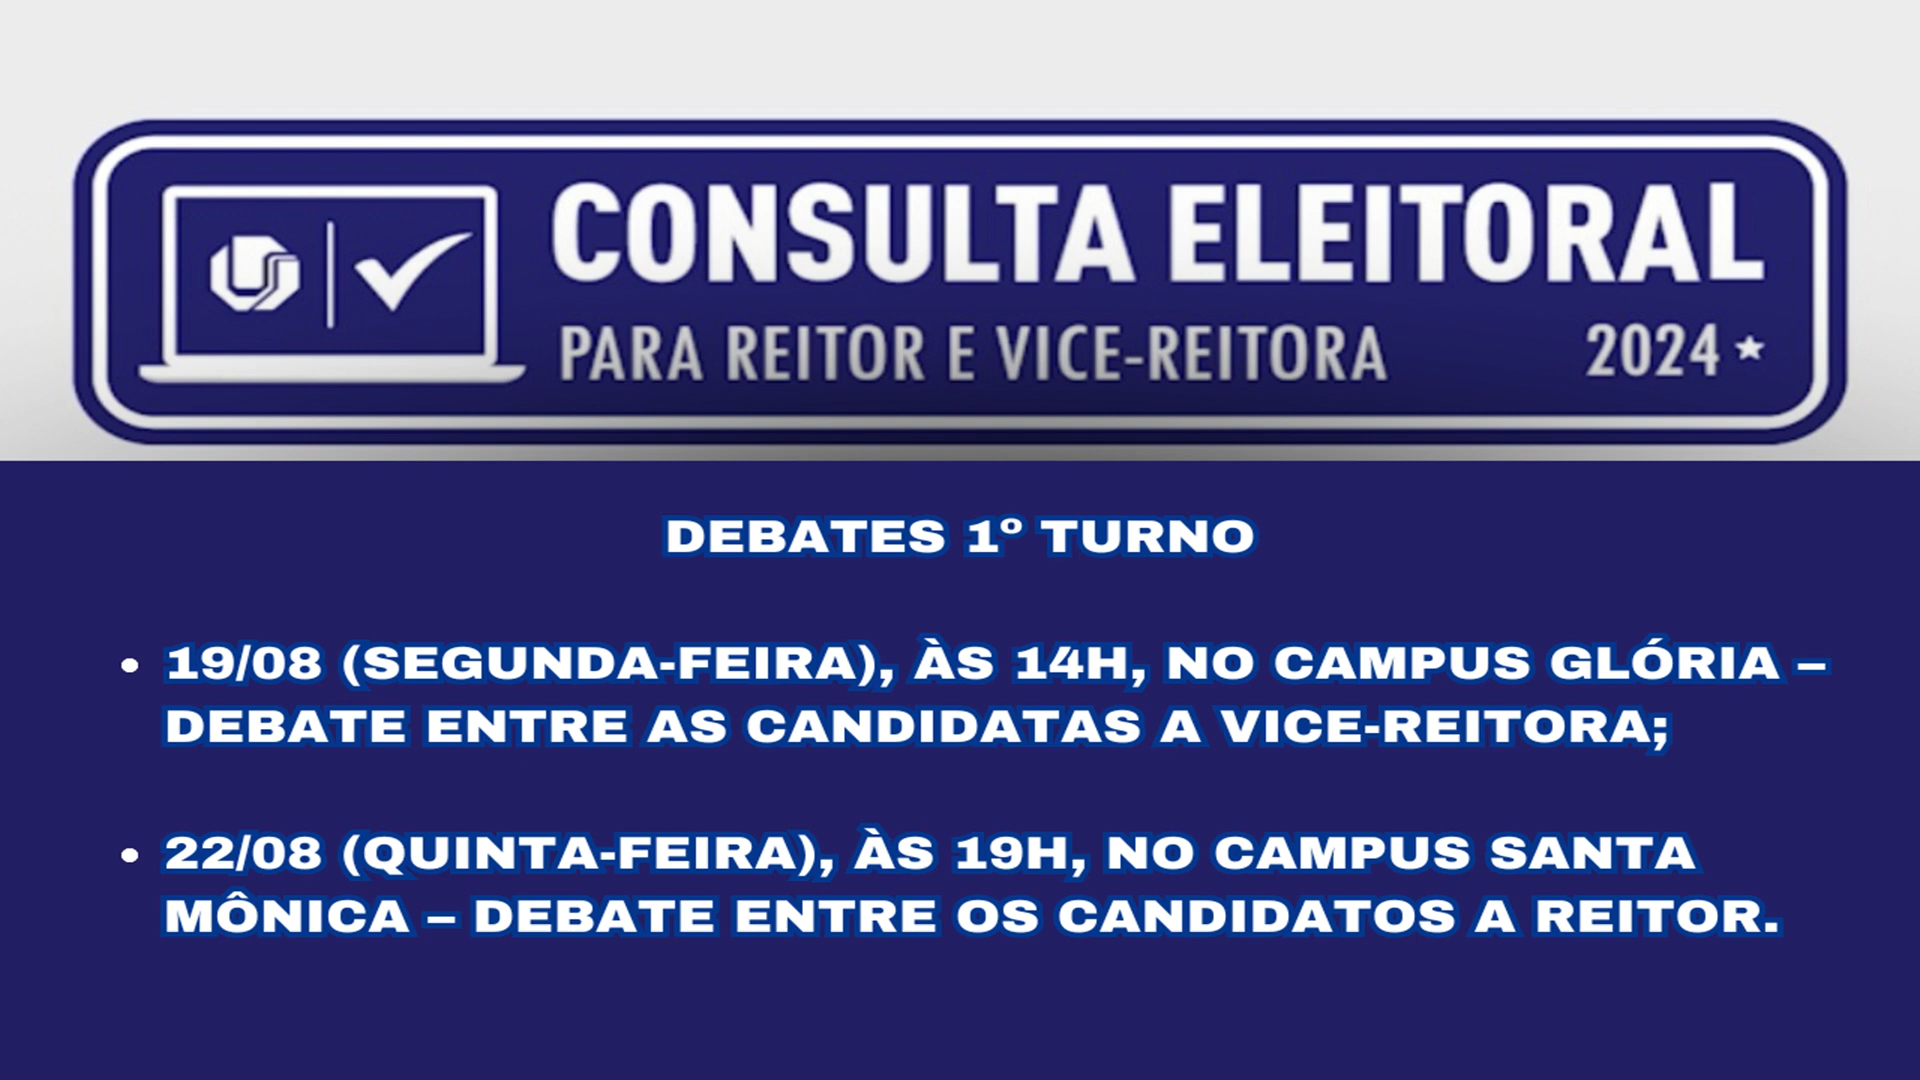 CONSULTA ELEITORAL
PARA REITOR E VICE-REITORA 2024
DEBATES 1º TURNO
• 19/08 (SEGUNDA-FEIRA), ÀS 14H, NO CAMPUS GLÓRIA –
DEBATE ENTRE AS CANDIDATAS A VICE-REITORA;
• 22/08 (QUINTA-FEIRA), ÀS 19H, NO CAMPUS SANTA
MÔNICA – DEBATE ENTRE OS CANDIDATOS A REITOR.